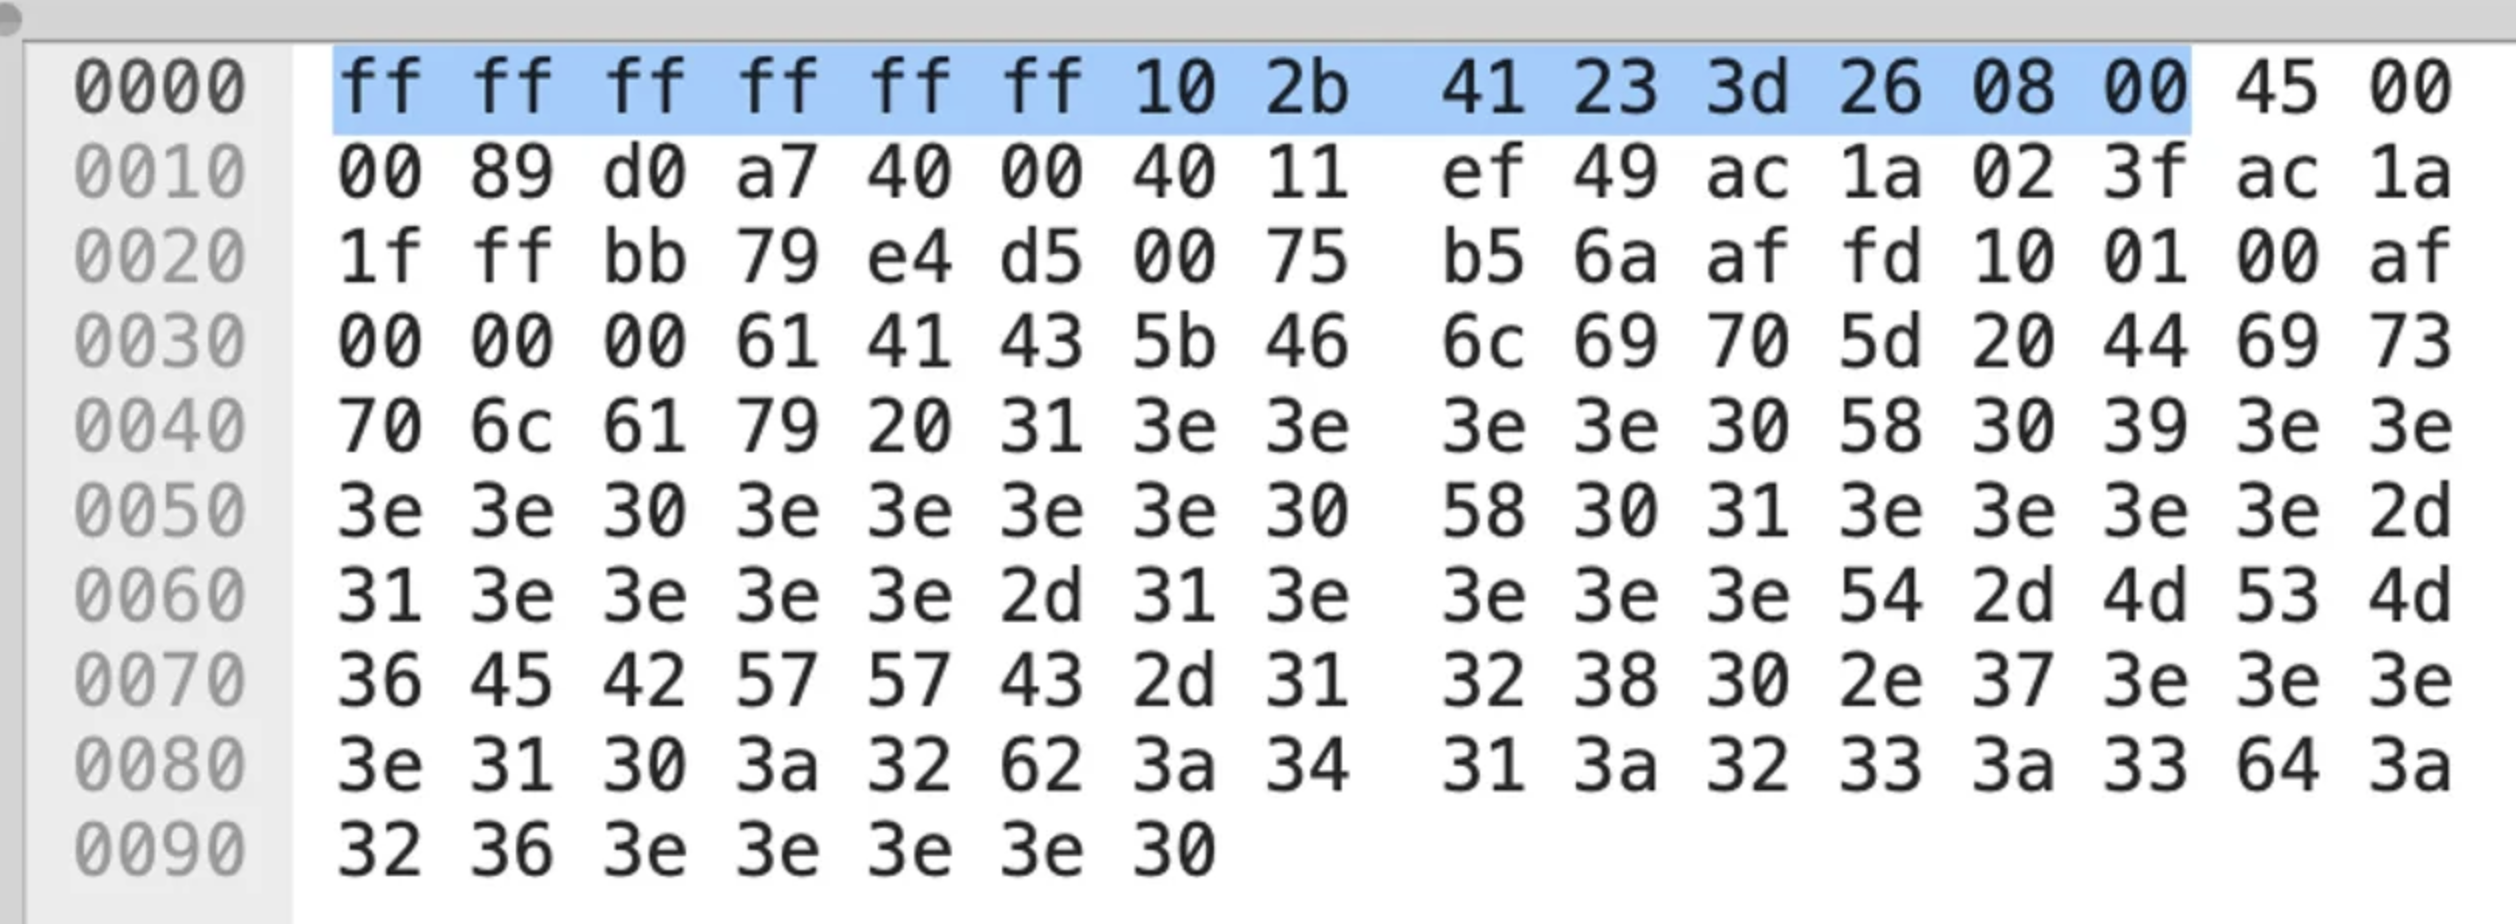 0000 ff ff ff ff ff ff 10 2b 41 23 3d 26 08 00 45 00
0010 00 89 d0 a7 40 00 40 11 ef 49 ac 1a 02 3f ac 1a
0020 1f ff bb 79 e4 d5 00 75 b5 6a af fd 10 01 00 af
0030 00 00 00 61 41 43 5b 46 6c 69 70 5d 20 44 69 73
0040 70 6c 61 79 20 31 3e 3e 3e 3e 30 58 30 39 3e 3e
0050 3e 3e 30 3e 3e 3e 3e 30 58 30 31 3e 3e 3e 3e 2d
0060 31 3e 3e 3e 3e 2d 31 3e 3e 3e 3e 54 2d 4d 53 4d
0070 36 45 42 57 57 43 2d 31 32 38 30 2e 37 3e 3e 3e
0080 3e 31 30 3a 32 62 3a 34 31 3a 32 33 3a 33 64 3a
0090 32 36 3e 3e 3e 3e 30